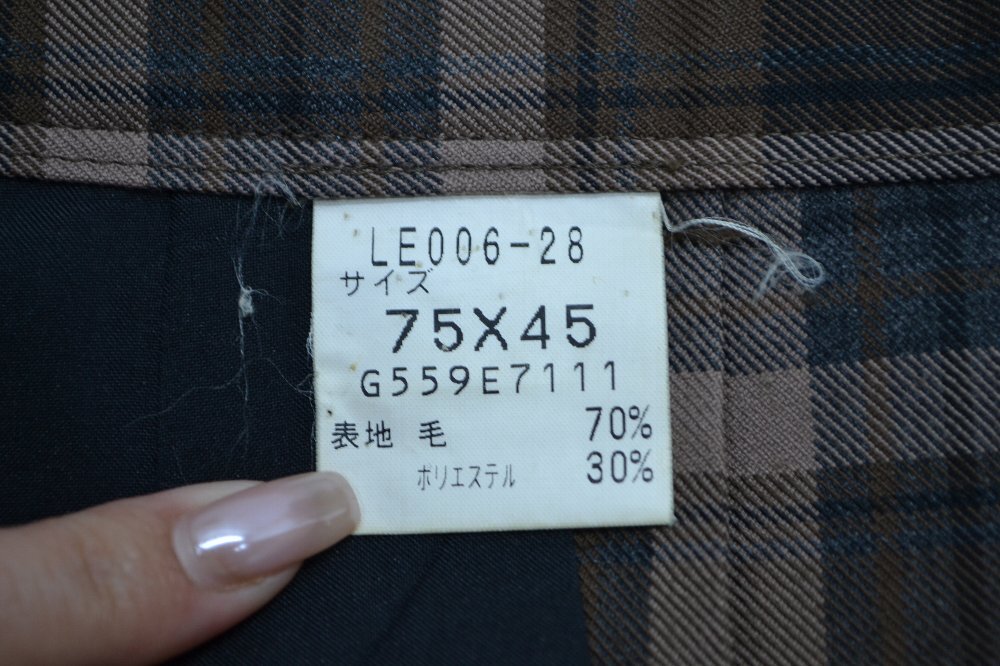 LE006-28
サイズ
75X45
G559E7111
表地 毛 70%
ポリエステル 30%